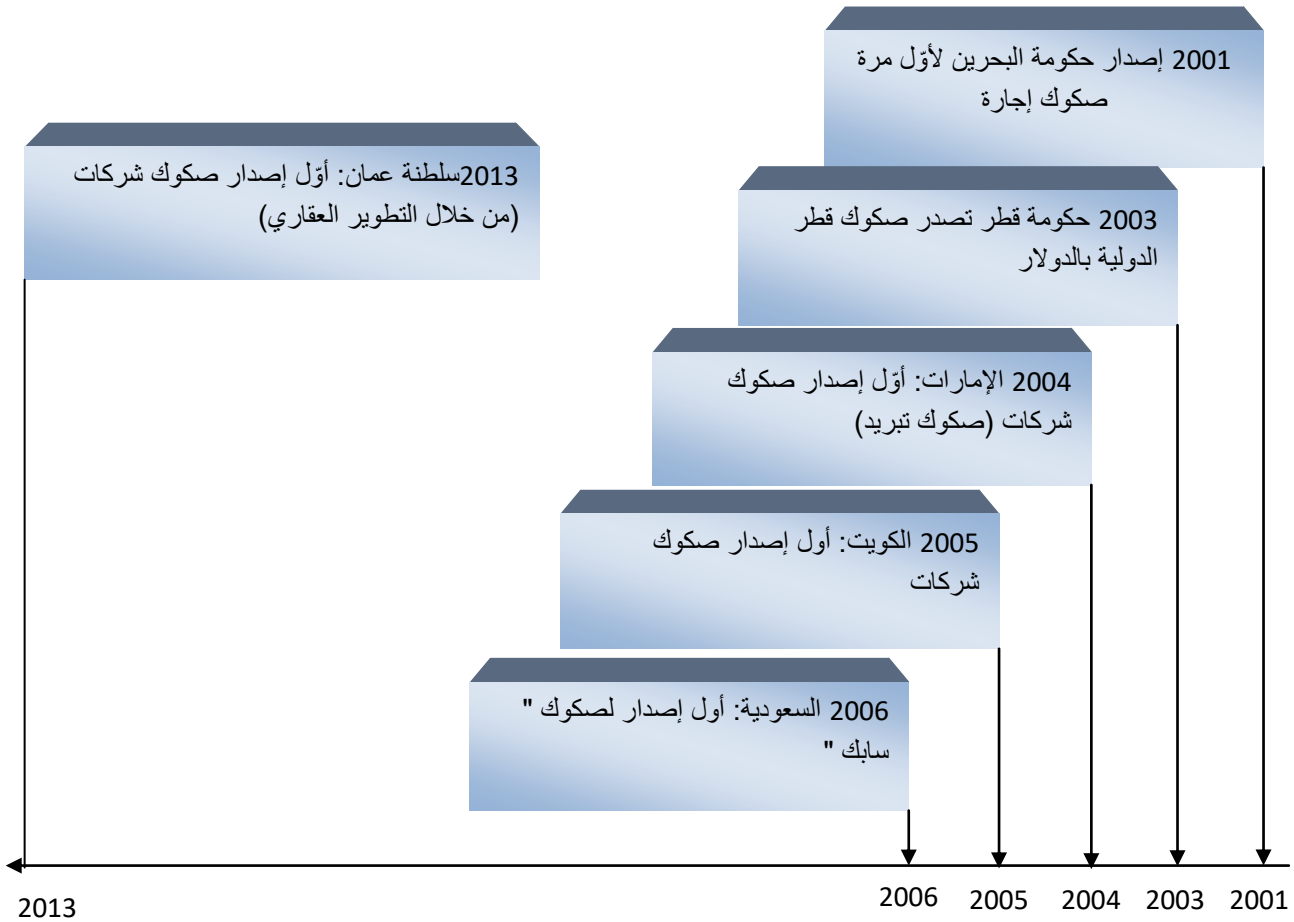 2001 إصدار حكومة البحرين لأوّل مرة
صكوك إجارة
2003 حكومة قطر تصدر صكوك قطر
الدولية بالدولار
2004 الإمارات: أوّل إصدار صكوك
شركات (صكوك تبريد)
2005 الكويت: أول إصدار صكوك
شركات
2006 السعودية: أول إصدار لصكوك "
سابك "
2013سلطنة عمان: أوّل إصدار صكوك شركات
(من خلال التطوير العقاري)
2001
2003
2004
2005
2006
2013